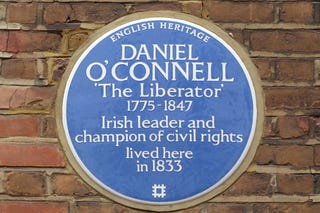 ENGLISH HERITAGE
DANIEL
O'CONNELL
'The Liberator'
1775-1847
Irish leader and
champion of civil rights
lived here
in 1833